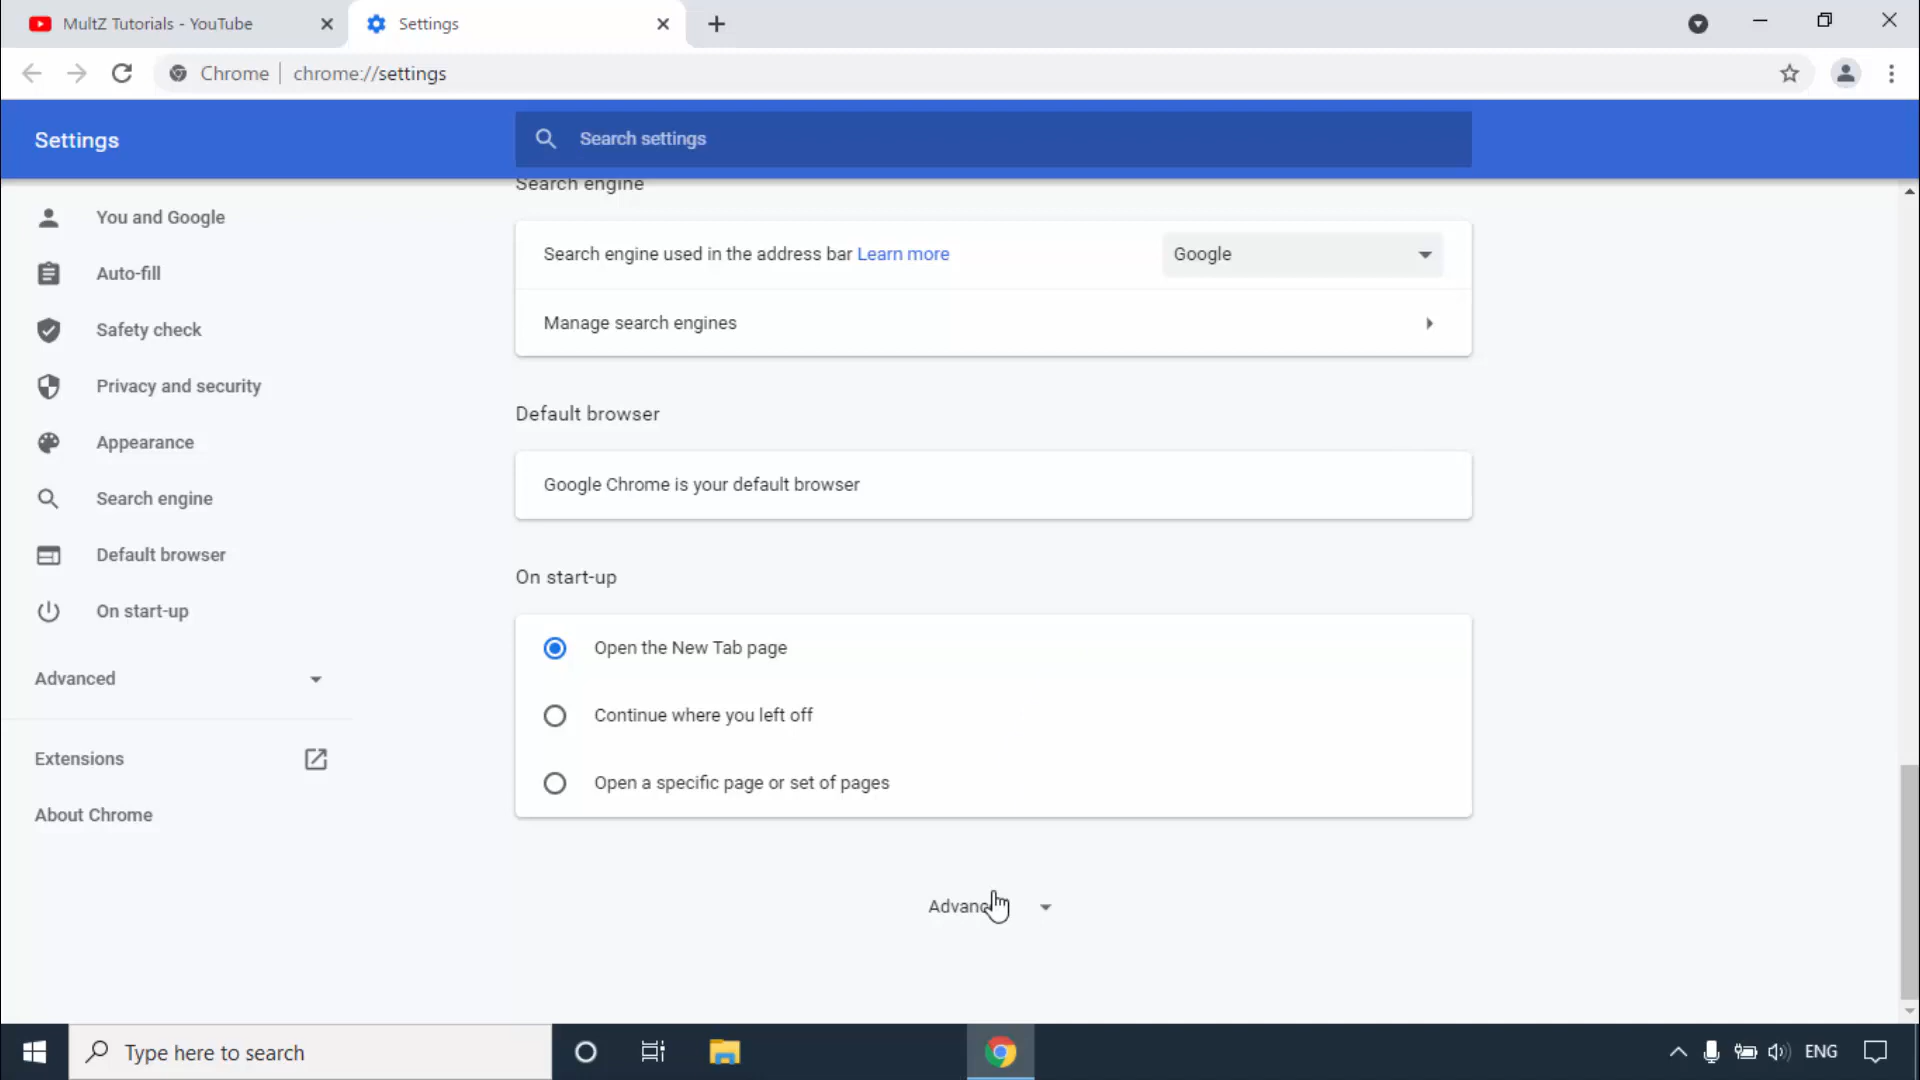 MultZ Tutorials - YouTube
Settings
Chrome
chrome://settings
Settings
Search settings
You and Google
Auto-fill
Safety check
Privacy and security
Appearance
Search engine
Default browser
On start-up
Advanced
Extensions
About Chrome
Search engine
Search engine used in the address bar Learn more
Google
Manage search engines
Default browser
Google Chrome is your default browser
On start-up
Open the New Tab page
Continue where you left off
Open a specific page or set of pages
Type here to search
ENG